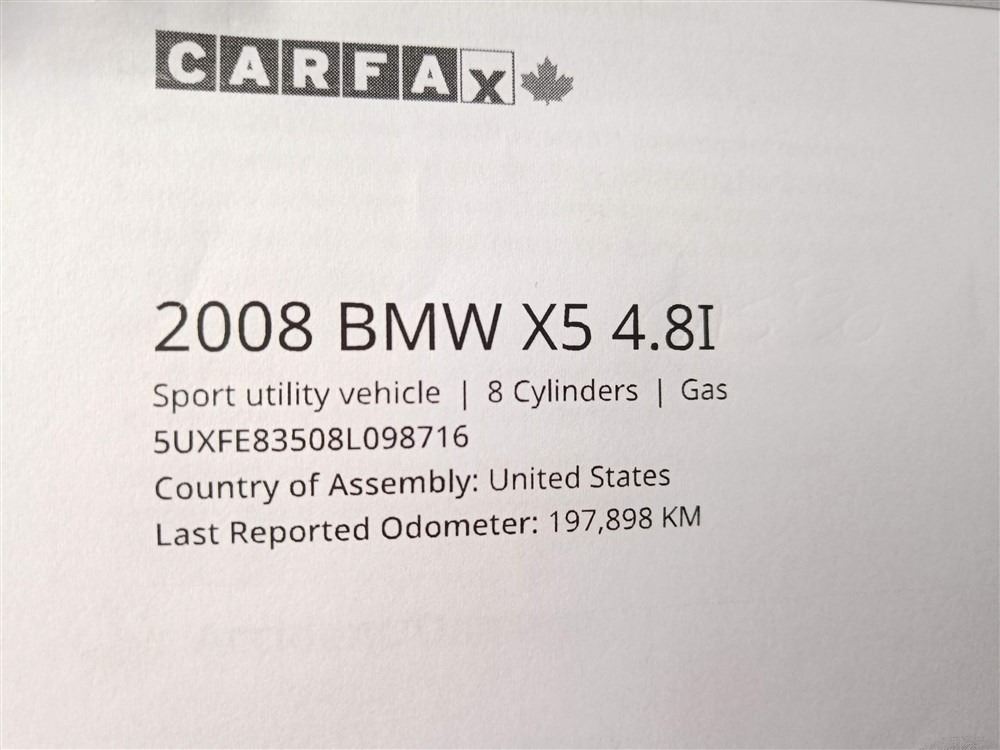 CARFAX
2008 BMW X5 4.8I
Sport utility vehicle | 8 Cylinders | Gas
5UXFE83508L098716
Country of Assembly: United States
Last Reported Odometer: 197,898 KM